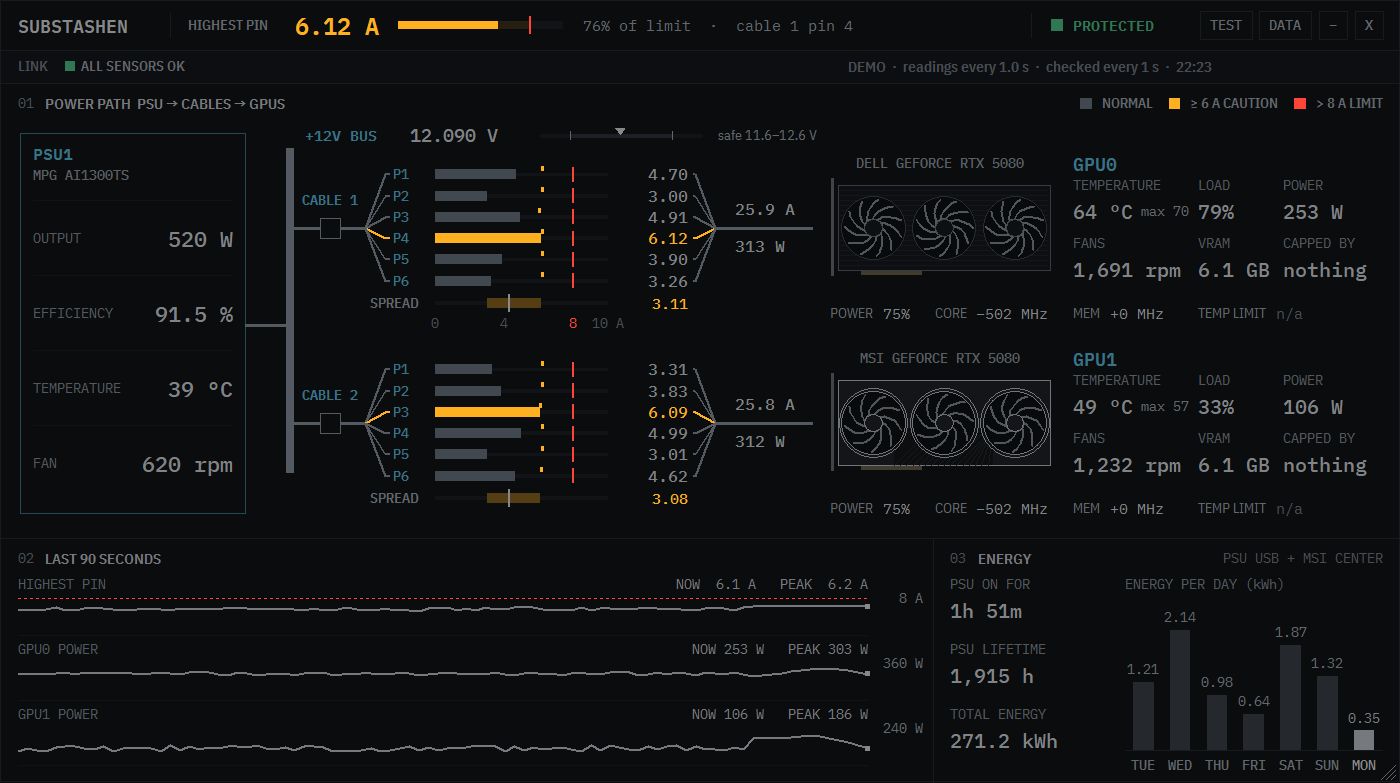 SUBSTASHEN HIGHEST PIN 6.12 A 76% of limit · cable 1 pin 4 PROTECTED TEST DATA − X
LINK ALL SENSORS OK DEMO · readings every 1.0 s · checked every 1 s · 22:23
01 POWER PATH PSU → CABLES → GPUS NORMAL ≥ 6 A CAUTION > 8 A LIMIT
PSU1
MPG AI1300TS
OUTPUT 520 W
EFFICIENCY 91.5 %
TEMPERATURE 39 °C
FAN 620 rpm
+12V BUS 12.090 V safe 11.6–12.6 V
CABLE 1
P1 4.70
P2 3.00
P3 4.91
P4 6.12
P5 3.90
P6 3.26
SPREAD 3.11
0 4 8 10 A
25.9 A
313 W
DELL GEFORCE RTX 5080
GPU0
TEMPERATURE LOAD POWER
64 °C max 70 79% 253 W
FANS VRAM CAPPED BY
1,691 rpm 6.1 GB nothing
POWER 75% CORE −502 MHz MEM +0 MHz TEMP LIMIT n/a
CABLE 2
P1 3.31
P2 3.83
P3 6.09
P4 4.99
P5 3.01
P6 4.62
SPREAD 3.08
25.8 A
312 W
MSI GEFORCE RTX 5080
GPU1
TEMPERATURE LOAD POWER
49 °C max 57 33% 106 W
FANS VRAM CAPPED BY
1,232 rpm 6.1 GB nothing
POWER 75% CORE −502 MHz MEM +0 MHz TEMP LIMIT n/a
02 LAST 90 SECONDS
HIGHEST PIN NOW 6.1 A PEAK 6.2 A
8 A
GPU0 POWER NOW 253 W PEAK 303 W
360 W
GPU1 POWER NOW 106 W PEAK 186 W
240 W
03 ENERGY PSU USB + MSI CENTER
PSU ON FOR
1h 51m
PSU LIFETIME
1,915 h
TOTAL ENERGY
271.2 kWh
ENERGY PER DAY (kWh)
1.21 2.14 0.98 0.64 1.87 1.32 0.35
TUE WED THU FRI SAT SUN MON